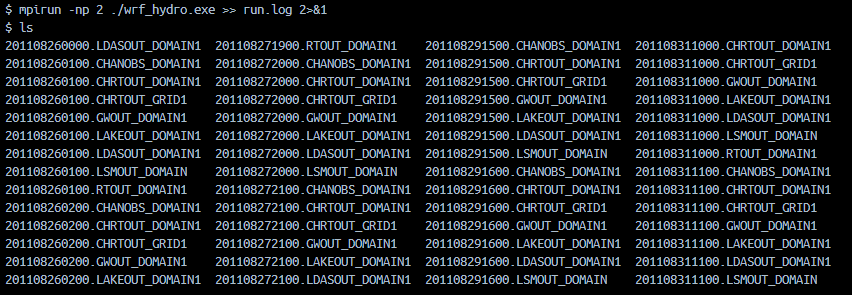 $ mpirun -np 2 ./wrf_hydro.exe >> run.log 2>&1
$ ls
201108260000.LDASOUT_DOMAIN1  201108271900.RTOUT_DOMAIN1    201108291500.CHANOBS_DOMAIN1  201108311000.CHRTOUT_DOMAIN1
201108260100.CHANOBS_DOMAIN1  201108272000.CHANOBS_DOMAIN1  201108291500.CHRTOUT_DOMAIN1  201108311000.CHRTOUT_GRID1
201108260100.CHRTOUT_DOMAIN1  201108272000.CHRTOUT_DOMAIN1  201108291500.CHRTOUT_GRID1    201108311000.GWOUT_DOMAIN1
201108260100.CHRTOUT_GRID1    201108272000.CHRTOUT_GRID1    201108291500.GWOUT_DOMAIN1    201108311000.LAKEOUT_DOMAIN1
201108260100.GWOUT_DOMAIN1    201108272000.GWOUT_DOMAIN1    201108291500.LAKEOUT_DOMAIN1  201108311000.LDASOUT_DOMAIN1
201108260100.LAKEOUT_DOMAIN1  201108272000.LAKEOUT_DOMAIN1  201108291500.LDASOUT_DOMAIN1  201108311000.LSMOUT_DOMAIN
201108260100.LDASOUT_DOMAIN1  201108272000.LDASOUT_DOMAIN1  201108291500.LSMOUT_DOMAIN    201108311000.RTOUT_DOMAIN1
201108260100.LSMOUT_DOMAIN    201108272000.LSMOUT_DOMAIN    201108291500.RTOUT_DOMAIN1    201108311100.CHANOBS_DOMAIN1
201108260100.RTOUT_DOMAIN1    201108272100.CHANOBS_DOMAIN1  201108291600.CHRTOUT_DOMAIN1  201108311100.CHRTOUT_DOMAIN1
201108260200.CHANOBS_DOMAIN1  201108272100.CHRTOUT_DOMAIN1  201108291600.CHRTOUT_GRID1    201108311100.CHRTOUT_GRID1
201108260200.CHRTOUT_DOMAIN1  201108272100.CHRTOUT_GRID1    201108291600.GWOUT_DOMAIN1    201108311100.GWOUT_DOMAIN1
201108260200.CHRTOUT_GRID1    201108272100.GWOUT_DOMAIN1    201108291600.LAKEOUT_DOMAIN1  201108311100.LAKEOUT_DOMAIN1
201108260200.GWOUT_DOMAIN1    201108272100.LAKEOUT_DOMAIN1  201108291600.LDASOUT_DOMAIN1  201108311100.LDASOUT_DOMAIN1
201108260200.LAKEOUT_DOMAIN1  201108272100.LDASOUT_DOMAIN1  201108291600.LSMOUT_DOMAIN    201108311100.LSMOUT_DOMAIN